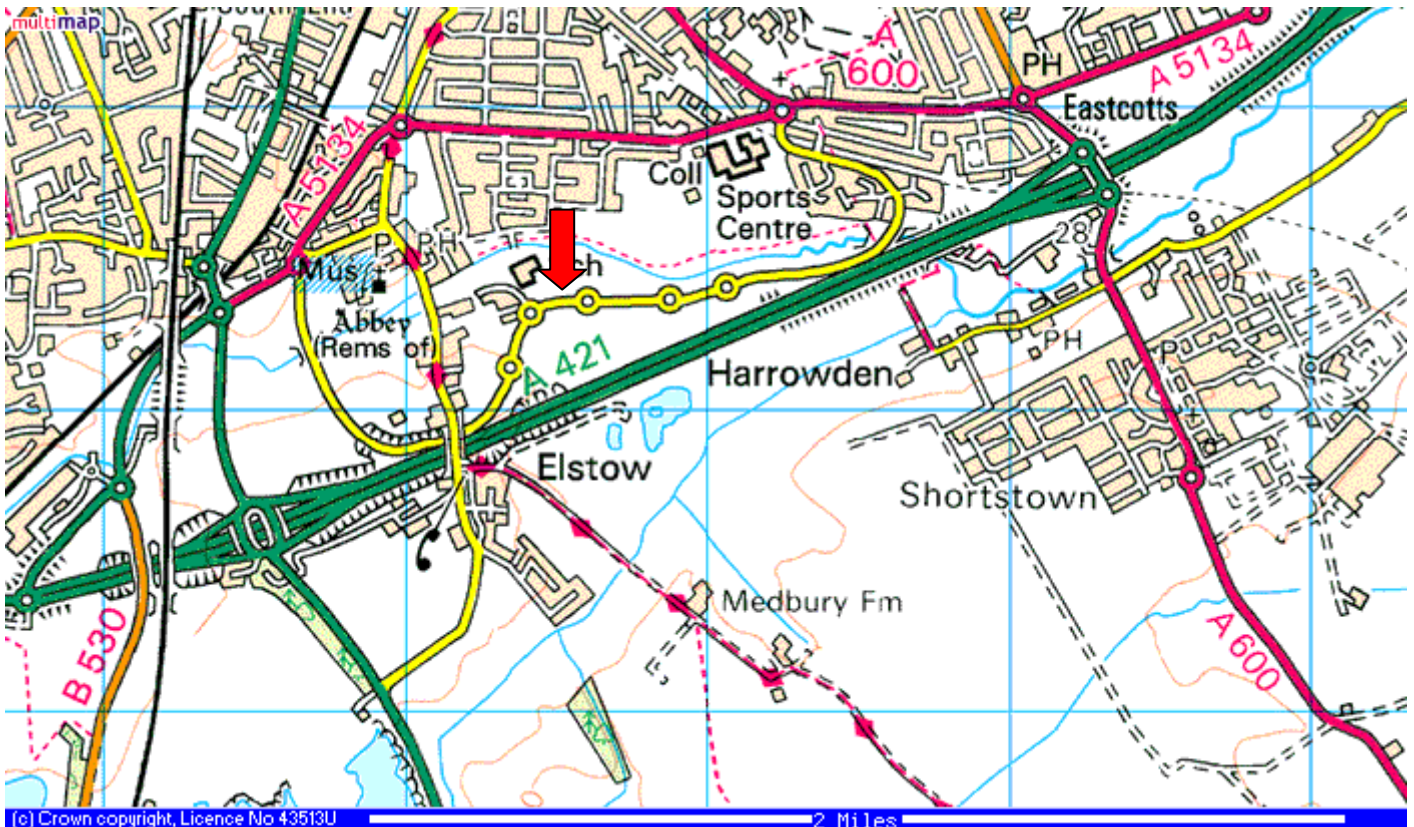 multimap
A
600
PH
A 5134
Eastcotts
A 5134
Coll
Sports
Centre
P
PH
28
Mus
ch
Abbey
(Rems of)
A 421
Harrowden
PH
P
Elstow
Shortstown
Medbury Fm
B 530
A 600
(c) Crown copyright, Licence No 43513U
2 Miles